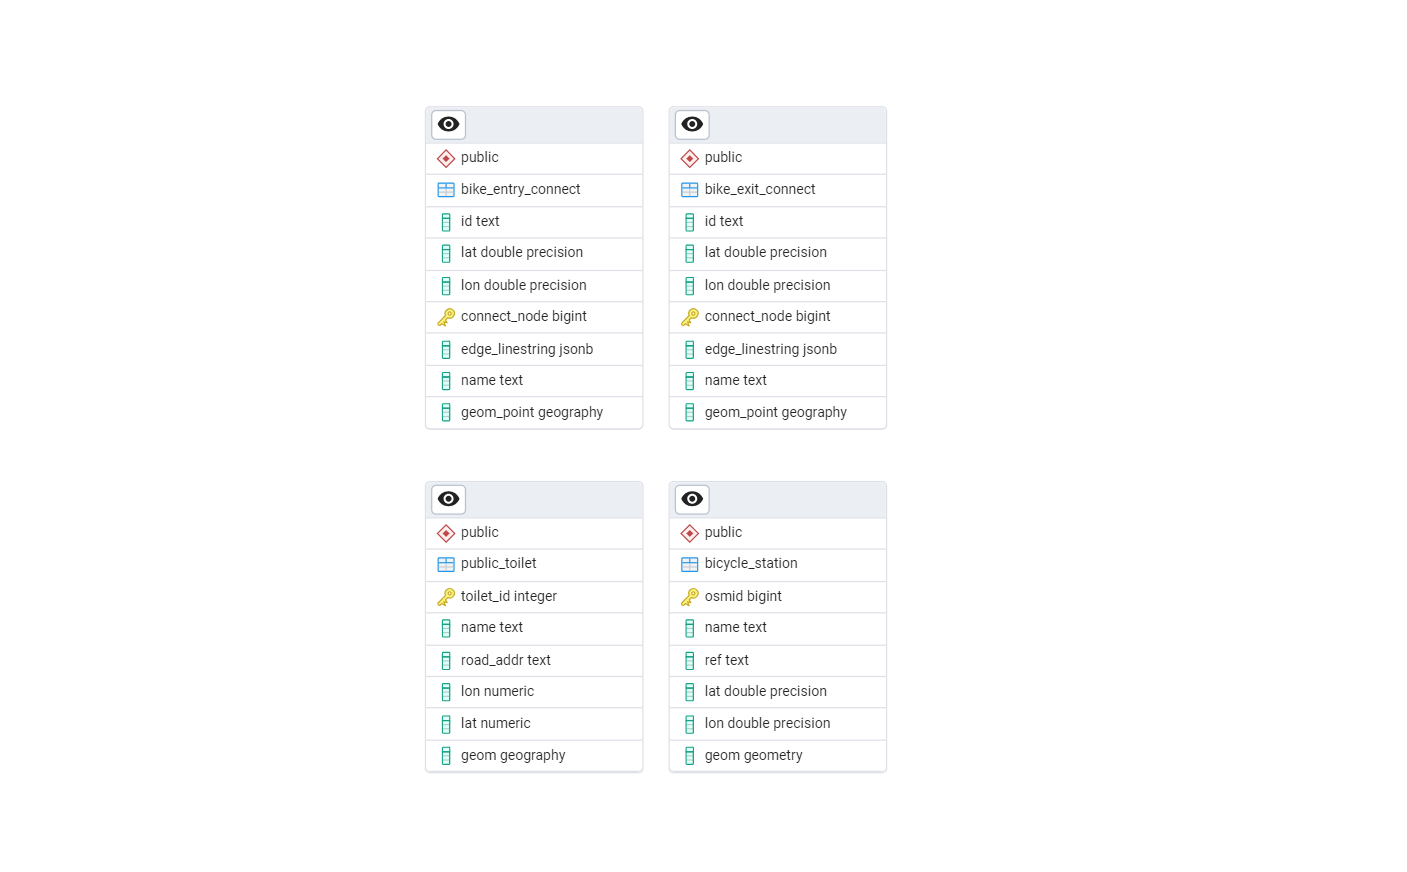 public
bike_entry_connect
id text
lat double precision
lon double precision
connect_node bigint
edge_linestring jsonb
name text
geom_point geography
public
bike_exit_connect
id text
lat double precision
lon double precision
connect_node bigint
edge_linestring jsonb
name text
geom_point geography
public
public_toilet
toilet_id integer
name text
road_addr text
lon numeric
lat numeric
geom geography
public
bicycle_station
osmid bigint
name text
ref text
lat double precision
lon double precision
geom geometry